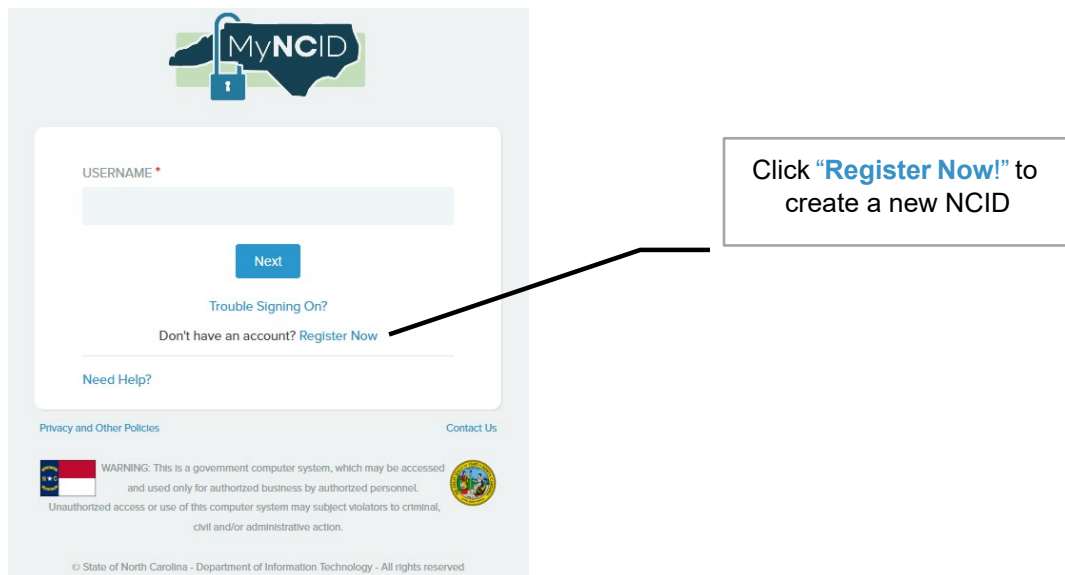 MyNCID
USERNAME *
Next
Trouble Signing On?
Don't have an account? Register Now
Need Help?
Privacy and Other Policies
Contact Us
WARNING: This is a government computer system, which may be accessed
and used only for authorized business by authorized personnel.
Unauthorized access or use of this computer system may subject violators to criminal,
civil and/or administrative action.
© State of North Carolina - Department of Information Technology - All rights reserved
Click “Register Now!” to
create a new NCID